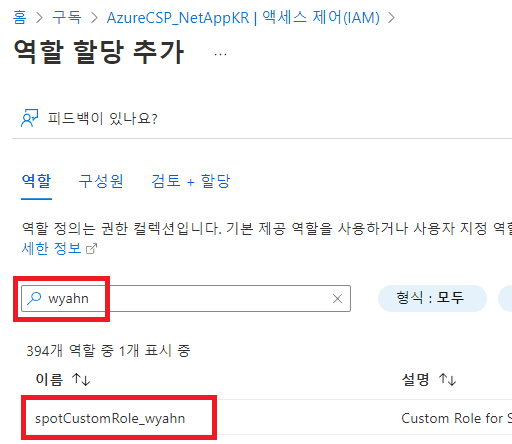 홈 > 구독 > AzureCSP_NetAppKR | 액세스 제어(IAM) >
역할 할당 추가 ...
피드백이 있나요?
역할 구성원 검토 + 할당
역할 정의는 권한 컬렉션입니다. 기본 제공 역할을 사용하거나 사용자 지정 역할
세한 정보
wyahn
형식 : 모두
394개 역할 중 1개 표시 중
이름 ↑↓ 설명 ↑↓
spotCustomRole_wyahn Custom Role for S